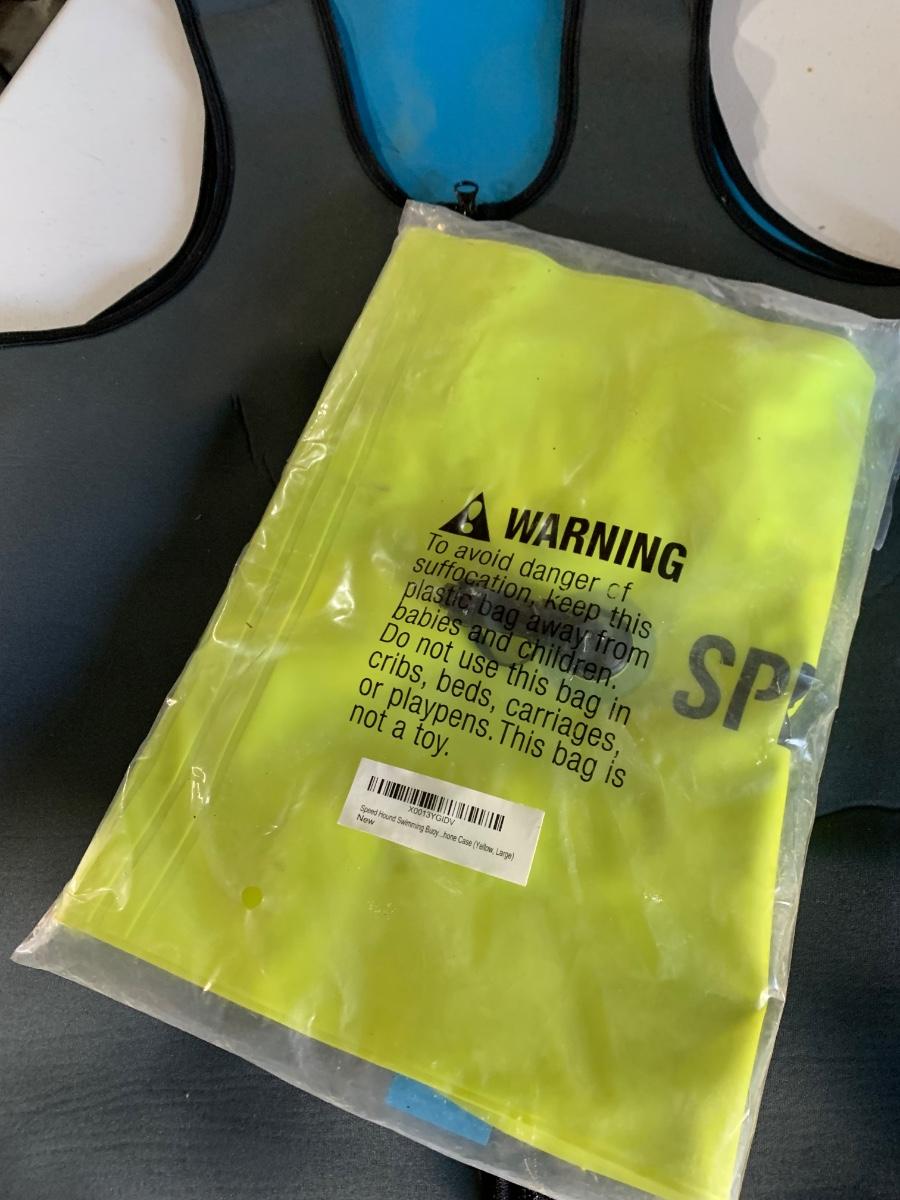 WARNING
To avoid danger of
suffocation, keep this
plastic bag away from
babies and children.
Do not use this bag in
cribs, beds, carriages,
or playpens. This bag is
not a toy.
SP
X0013YGIDV
Speed Hound Swimming Buoy...hone Case (Yellow, Large)
New